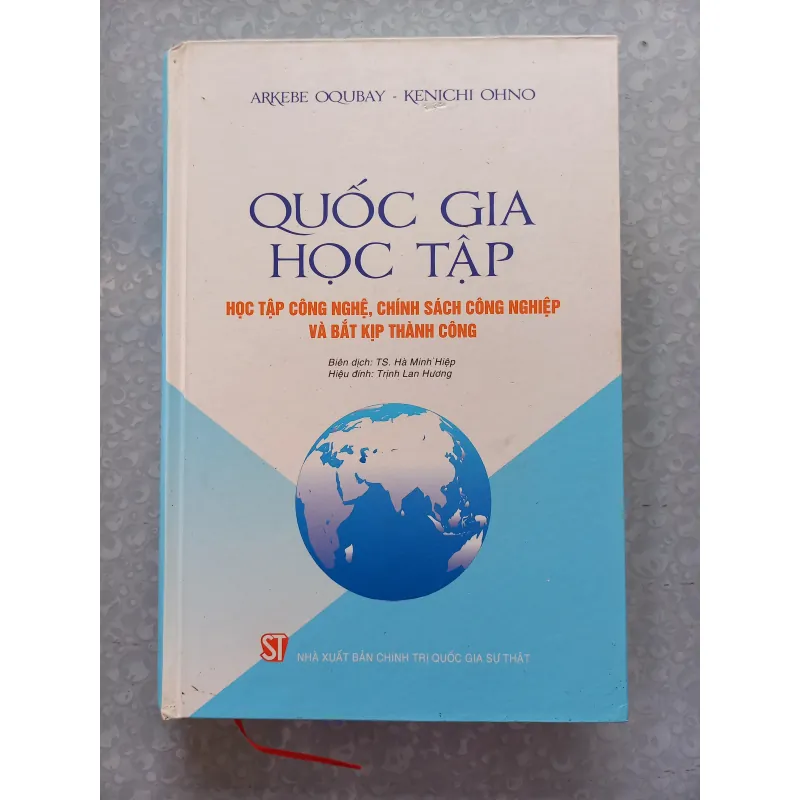 ARKEBE OQUBAY - KENICHI OHNO
QUỐC GIA
HỌC TẬP
HỌC TẬP CÔNG NGHỆ, CHÍNH SÁCH CÔNG NGHIỆP
VÀ BẮT KỊP THÀNH CÔNG
Biên dịch: TS. Hà Minh Hiệp
Hiệu đính: Trịnh Lan Hương
ST NHÀ XUẤT BẢN CHÍNH TRỊ QUỐC GIA SỰ THẬT